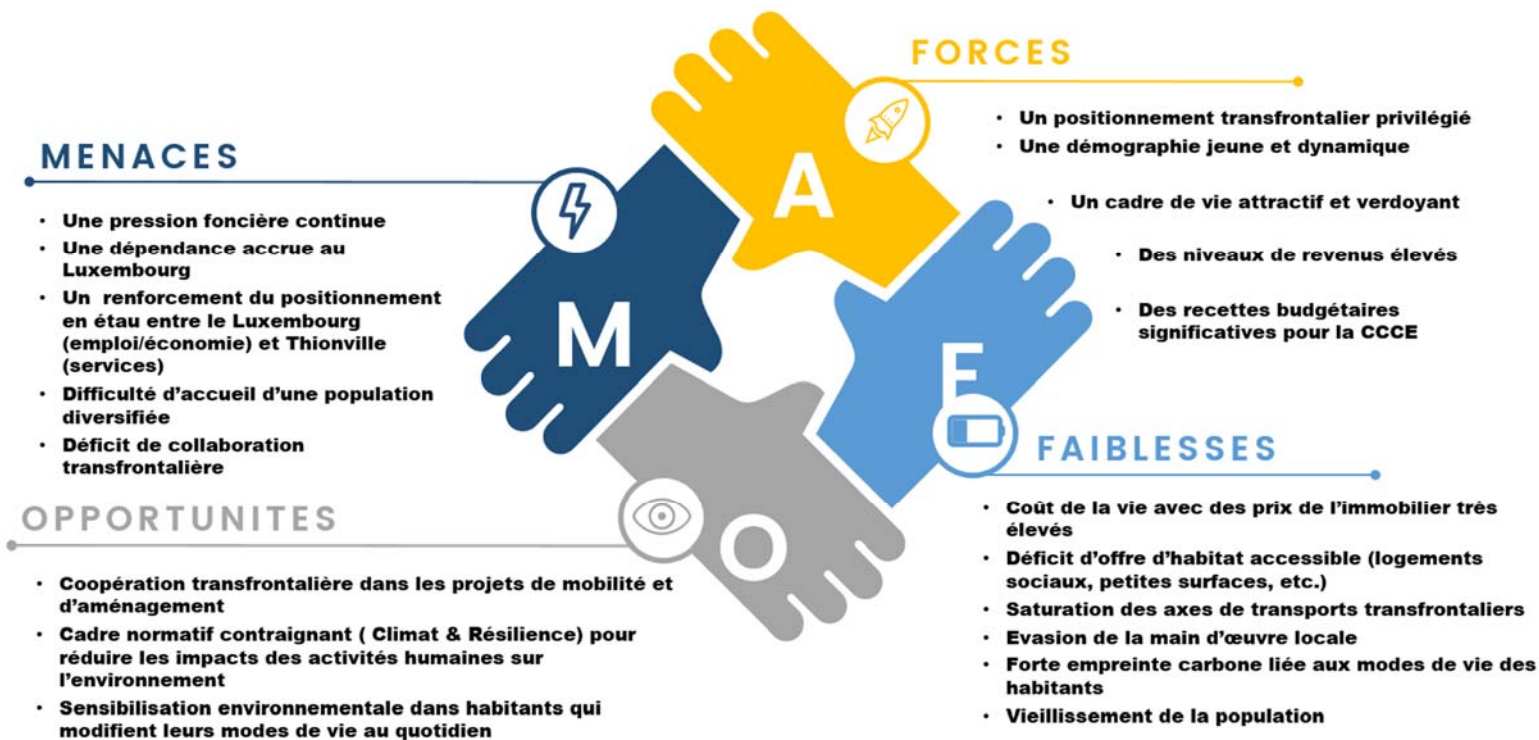 FORCES
• Un positionnement transfrontalier privilégié
• Une démographie jeune et dynamique
• Un cadre de vie attractif et verdoyant
• Des niveaux de revenus élevés
• Des recettes budgétaires
significatives pour la CCCE
MENACES
• Une pression foncière continue
• Une dépendance accrue au
Luxembourg
• Un renforcement du positionnement
en étau entre le Luxembourg
(emploi/économie) et Thionville
(services)
• Difficulté d'accueil d'une population
diversifiée
• Déficit de collaboration
transfrontalière
A
M
F
O
FAIBLESSES
• Coût de la vie avec des prix de l'immobilier très
élevés
• Déficit d'offre d'habitat accessible (logements
sociaux, petites surfaces, etc.)
• Saturation des axes de transports transfrontaliers
• Evasion de la main d'œuvre locale
• Forte empreinte carbone liée aux modes de vie des
habitants
• Vieillissement de la population
OPPORTUNITES
• Coopération transfrontalière dans les projets de mobilité et
d'aménagement
• Cadre normatif contraignant ( Climat & Résilience) pour
réduire les impacts des activités humaines sur
l'environnement
• Sensibilisation environnementale dans habitants qui
modifient leurs modes de vie au quotidien